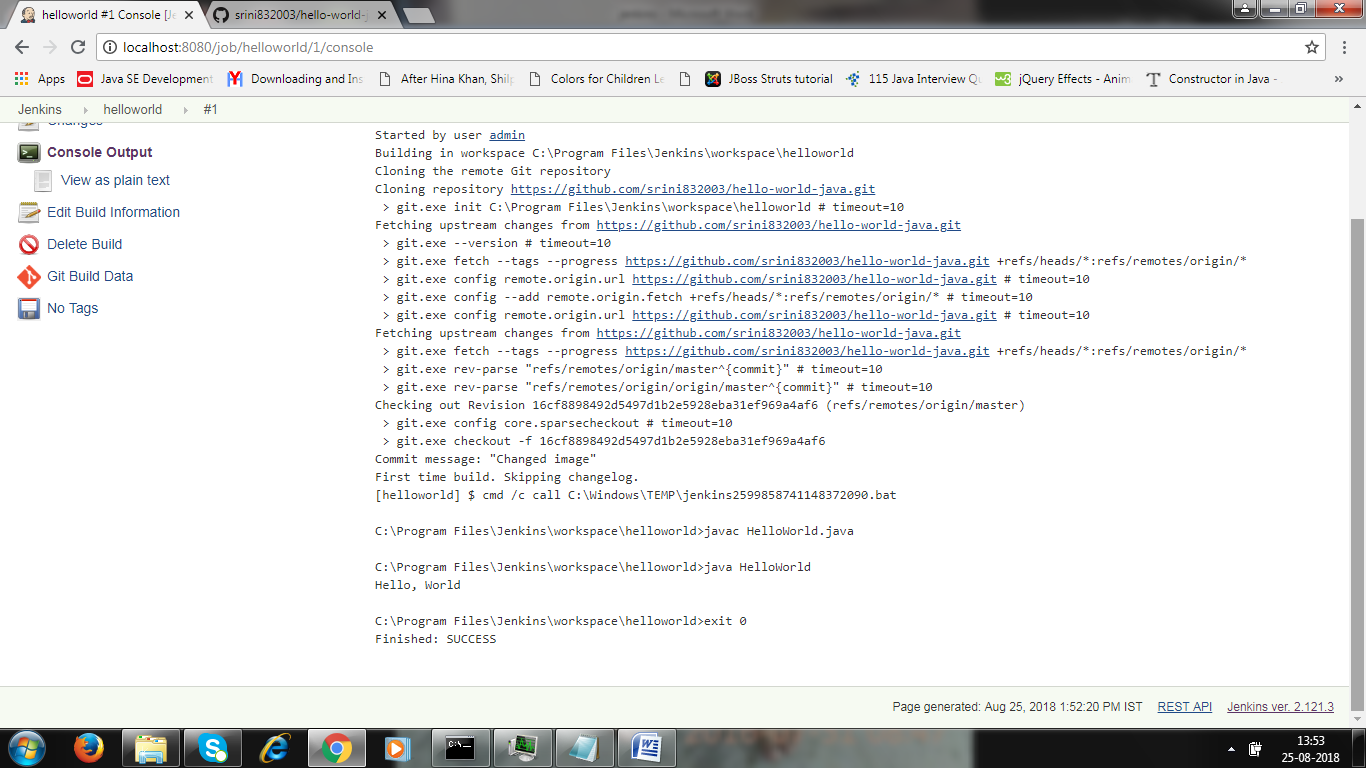 helloworld #1 Console [Je
srini832003/hello-world-j
localhost:8080/job/helloworld/1/console
Apps
Java SE Development
Downloading and Ins
After Hina Khan, Shilp
Colors for Children Le
JBoss Struts tutorial
115 Java Interview Qu
jQuery Effects - Anim
Constructor in Java -
»
Jenkins
helloworld
#1
Changes
Console Output
View as plain text
Edit Build Information
Delete Build
Git Build Data
No Tags
Started by user admin
Building in workspace C:\Program Files\Jenkins\workspace\helloworld
Cloning the remote Git repository
Cloning repository https://github.com/srini832003/hello-world-java.git
> git.exe init C:\Program Files\Jenkins\workspace\helloworld # timeout=10
Fetching upstream changes from https://github.com/srini832003/hello-world-java.git
> git.exe --version # timeout=10
> git.exe fetch --tags --progress https://github.com/srini832003/hello-world-java.git +refs/heads/*:refs/remotes/origin/*
> git.exe config remote.origin.url https://github.com/srini832003/hello-world-java.git # timeout=10
> git.exe config --add remote.origin.fetch +refs/heads/*:refs/remotes/origin/* # timeout=10
> git.exe config remote.origin.url https://github.com/srini832003/hello-world-java.git # timeout=10
Fetching upstream changes from https://github.com/srini832003/hello-world-java.git
> git.exe fetch --tags --progress https://github.com/srini832003/hello-world-java.git +refs/heads/*:refs/remotes/origin/*
> git.exe rev-parse "refs/remotes/origin/master^{commit}" # timeout=10
> git.exe rev-parse "refs/remotes/origin/origin/master^{commit}" # timeout=10
Checking out Revision 16cf8898492d5497d1b2e5928eba31ef969a4af6 (refs/remotes/origin/master)
> git.exe config core.sparsecheckout # timeout=10
> git.exe checkout -f 16cf8898492d5497d1b2e5928eba31ef969a4af6
Commit message: "Changed image"
First time build. Skipping changelog.
[helloworld] $ cmd /c call C:\Windows\TEMP\jenkins2599858741148372090.bat
C:\Program Files\Jenkins\workspace\helloworld>javac HelloWorld.java
C:\Program Files\Jenkins\workspace\helloworld>java HelloWorld
Hello, World
C:\Program Files\Jenkins\workspace\helloworld>exit 0
Finished: SUCCESS
Page generated: Aug 25, 2018 1:52:20 PM IST
REST API
Jenkins ver. 2.121.3
13:53
25-08-2018